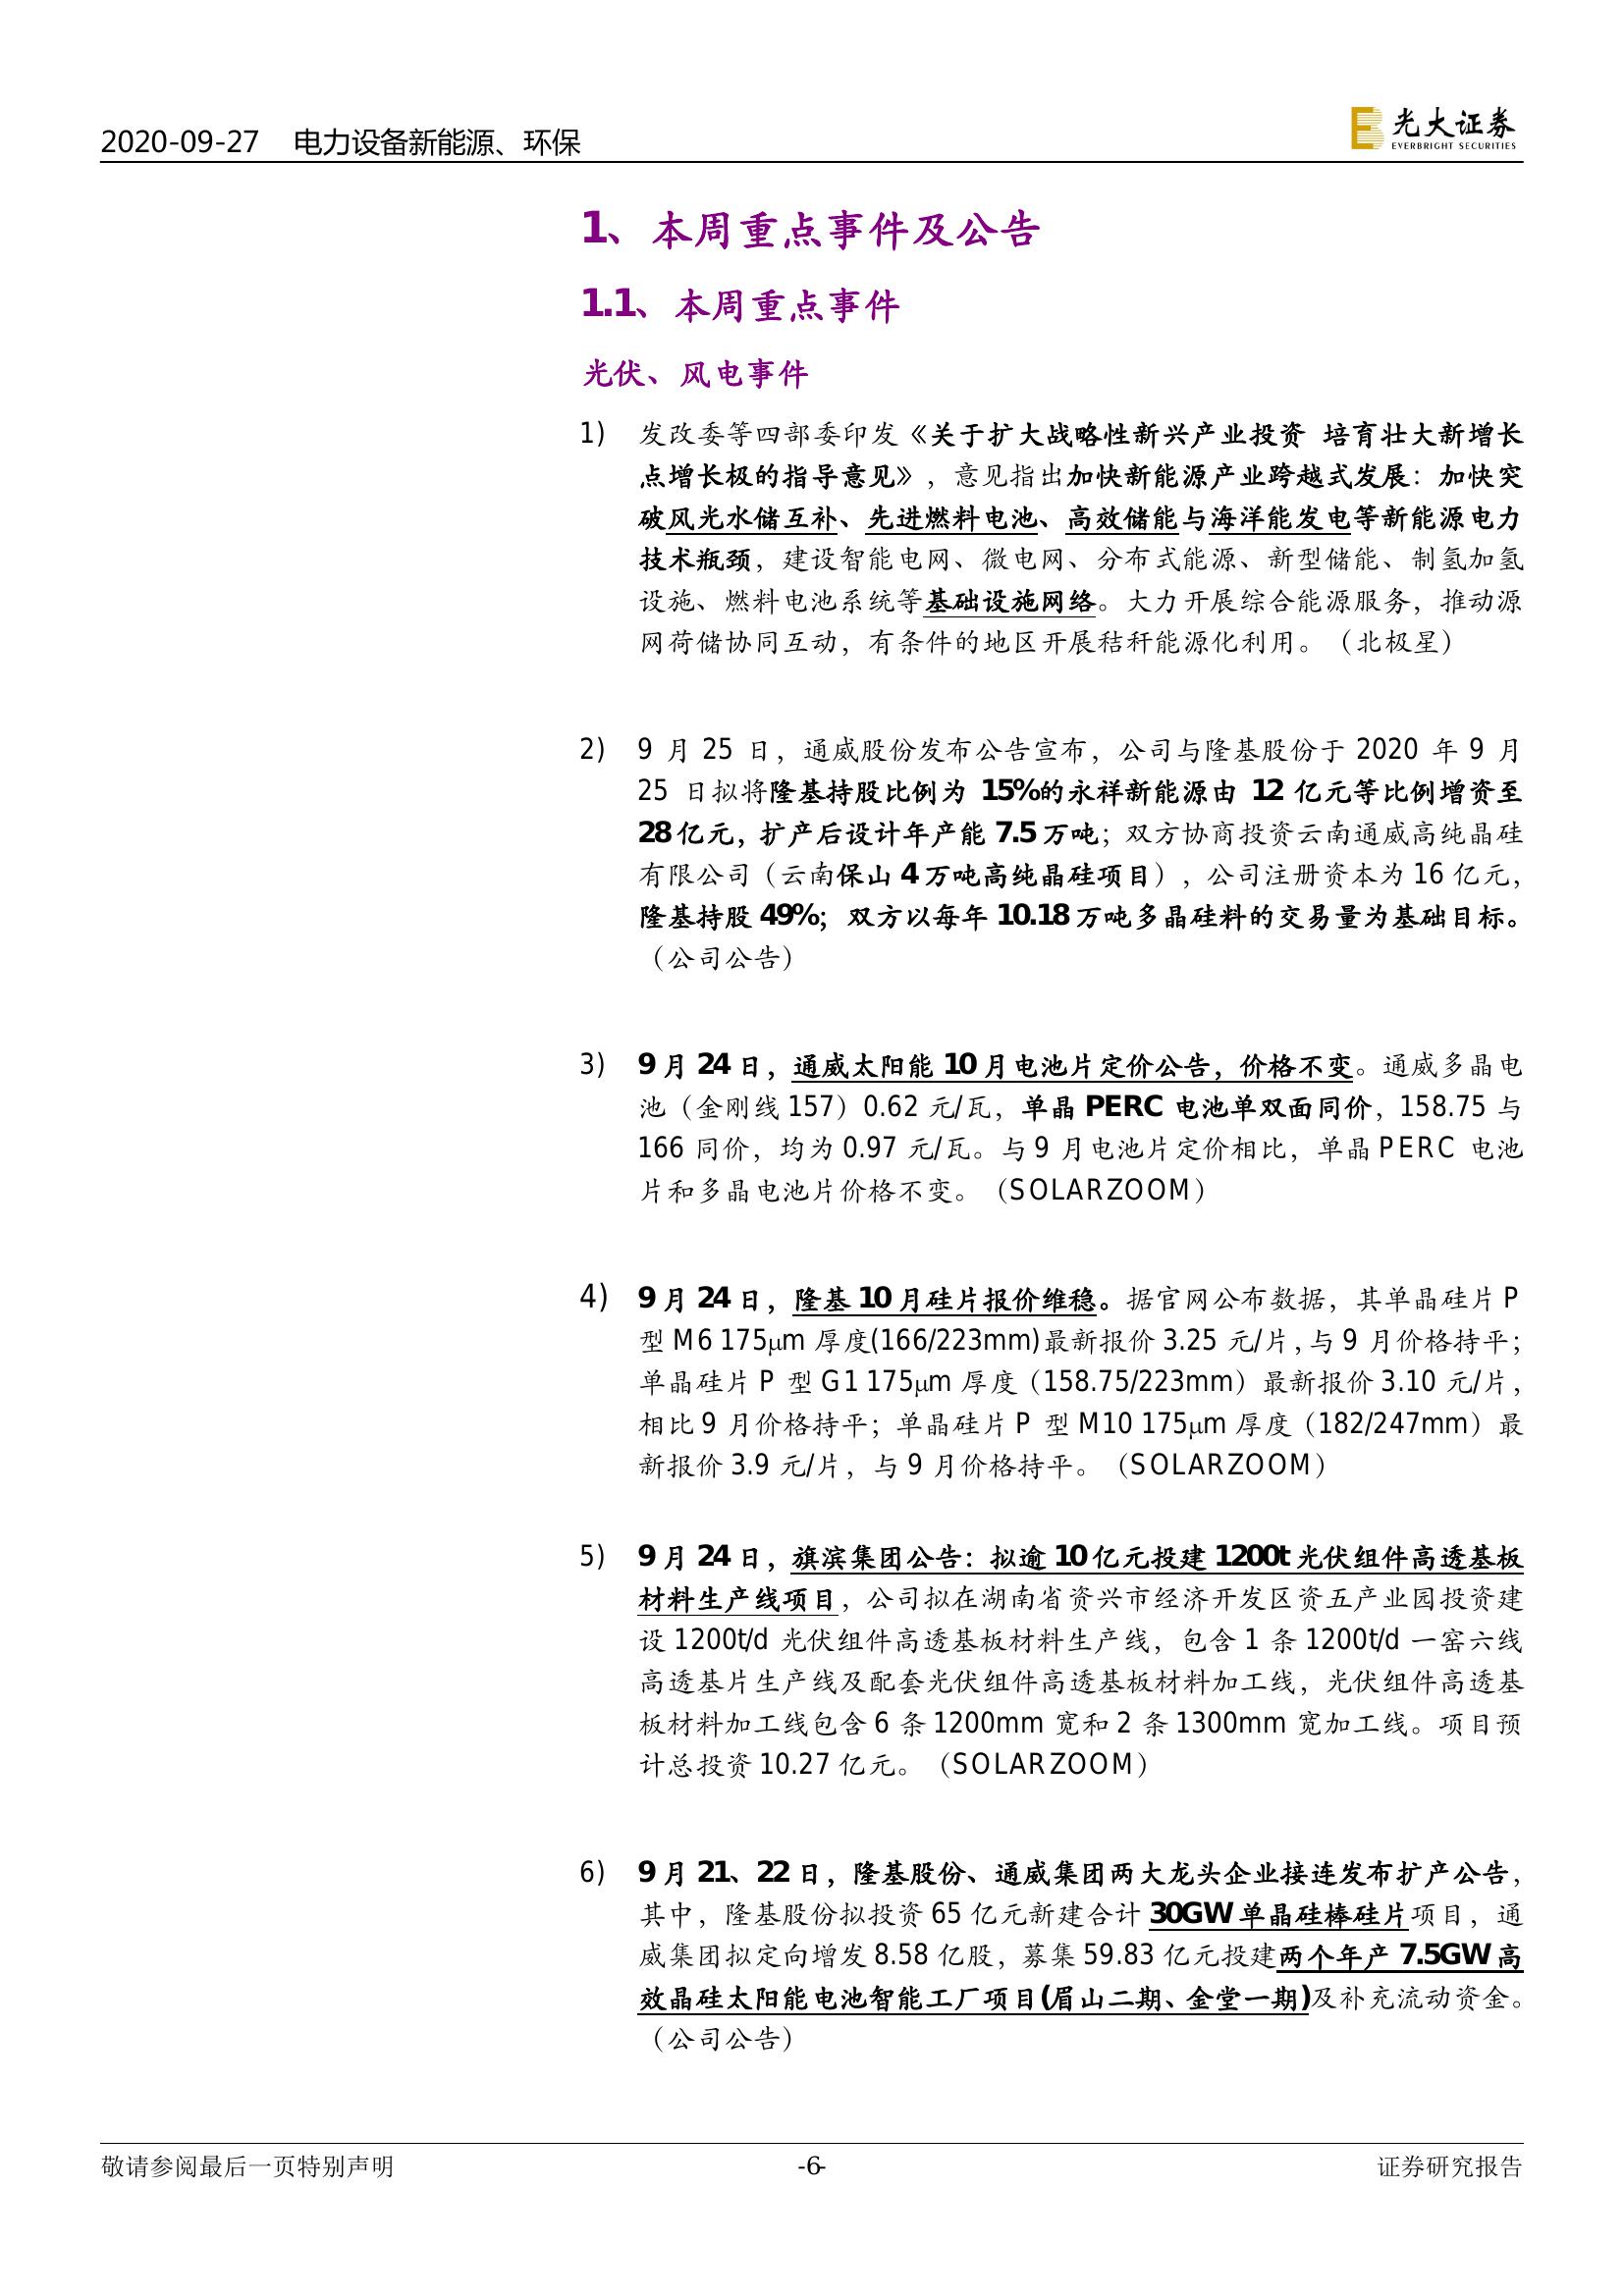 2020-09-27 电力设备新能源、环保
光大证券
EVERBRIGHT SECURITIES
1、本周重点事件及公告
1.1、本周重点事件
光伏、风电事件
1) 发改委等四部委印发《关于扩大战略性新兴产业投资 培育壮大新增长
点增长极的指导意见》，意见指出加快新能源产业跨越式发展：加快突
破风光水储互补、先进燃料电池、高效储能与海洋能发电等新能源电力
技术瓶颈，建设智能电网、微电网、分布式能源、新型储能、制氢加氢
设施、燃料电池系统等基础设施网络。大力开展综合能源服务，推动源
网荷储协同互动，有条件的地区开展秸秆能源化利用。（北极星）
2) 9 月 25 日，通威股份发布公告宣布，公司与隆基股份于 2020 年 9 月
25 日拟将隆基持股比例为 15%的永祥新能源由 12 亿元等比例增资至
28 亿元，扩产后设计年产能 7.5 万吨；双方协商投资云南通威高纯晶硅
有限公司（云南保山 4 万吨高纯晶硅项目），公司注册资本为 16 亿元，
隆基持股 49%；双方以每年 10.18 万吨多晶硅料的交易量为基础目标。
（公司公告）
3) 9 月 24 日，通威太阳能 10 月电池片定价公告，价格不变。通威多晶电
池（金刚线 157）0.62 元/瓦，单晶 PERC 电池单双面同价，158.75 与
166 同价，均为 0.97 元/瓦。与 9 月电池片定价相比，单晶 PERC 电池
片和多晶电池片价格不变。（SOLARZOOM）
4) 9 月 24 日，隆基 10 月硅片报价维稳。据官网公布数据，其单晶硅片 P
型 M6 175μm 厚度(166/223mm)最新报价 3.25 元/片，与 9 月价格持平；
单晶硅片 P 型 G1 175μm 厚度（158.75/223mm）最新报价 3.10 元/片，
相比 9 月价格持平；单晶硅片 P 型 M10 175μm 厚度（182/247mm）最
新报价 3.9 元/片，与 9 月价格持平。（SOLARZOOM）
5) 9 月 24 日，旗滨集团公告：拟逾 10 亿元投建 1200t 光伏组件高透基板
材料生产线项目，公司拟在湖南省资兴市经济开发区资五产业园投资建
设 1200t/d 光伏组件高透基板材料生产线，包含 1 条 1200t/d 一窑六线
高透基片生产线及配套光伏组件高透基板材料加工线，光伏组件高透基
板材料加工线包含 6 条 1200mm 宽和 2 条 1300mm 宽加工线。项目预
计总投资 10.27 亿元。（SOLARZOOM）
6) 9 月 21、22 日，隆基股份、通威集团两大龙头企业接连发布扩产公告，
其中，隆基股份拟投资 65 亿元新建合计 30GW 单晶硅棒硅片项目，通
威集团拟定向增发 8.58 亿股，募集 59.83 亿元投建两个年产 7.5GW 高
效晶硅太阳能电池智能工厂项目(眉山二期、金堂一期)及补充流动资金。
（公司公告）
敬请参阅最后一页特别声明 -6- 证券研究报告